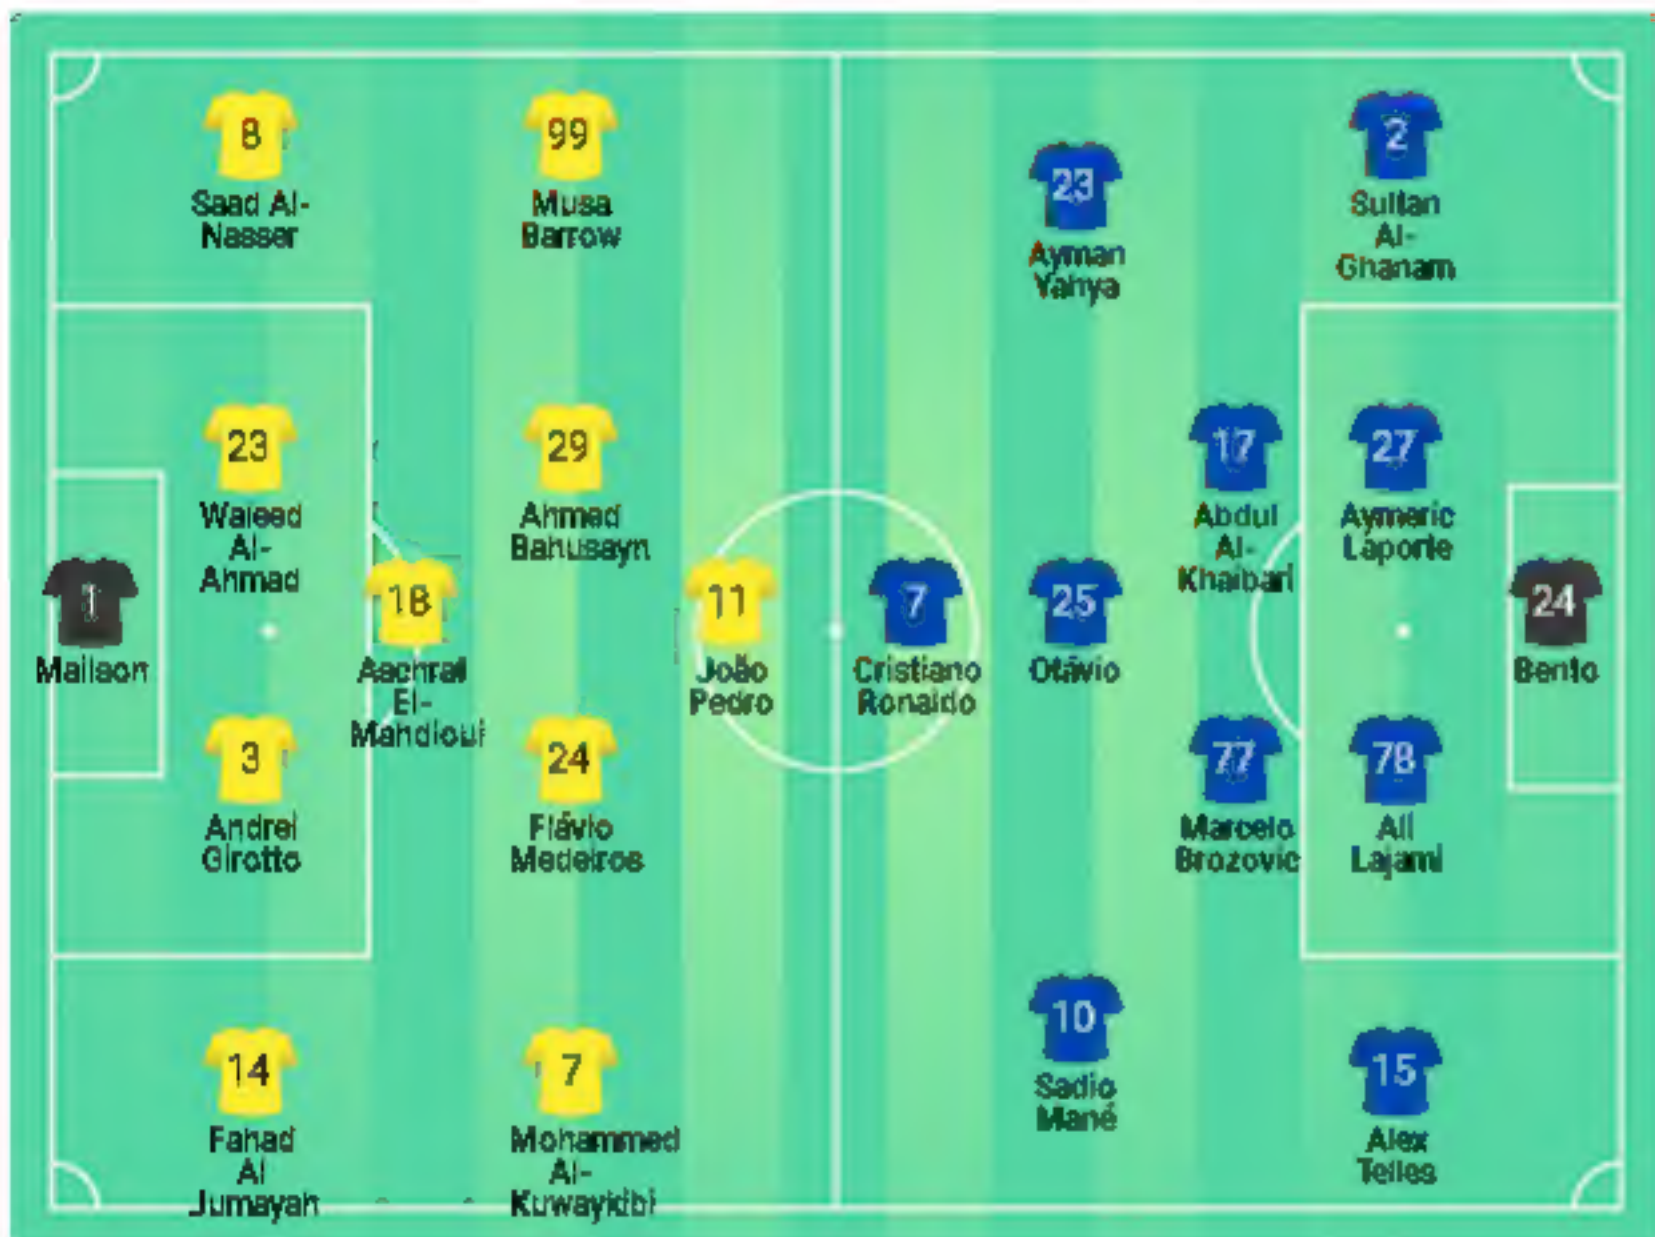 8
Saad Al-
Nasser
99
Musa
Barrow
23
Ayman
Yahya
2
Sultan
Al-
Ghanam
23
Waleed
Al-
Ahmad
29
Ahmed
Bahusayn
17
Abdul
Al-
Khaibari
27
Aymeric
Laporte
1
Mailson
18
Aachraf
El-
Mahdioui
11
João
Pedro
7
Cristiano
Ronaldo
25
Otávio
24
Bento
3
Andrei
Girotto
24
Flávio
Medeiros
77
Marcelo
Brozovic
78
Ali
Lajami
14
Fahad
Al
Jumayah
7
Mohammed
Al-
Kuwaykibi
10
Sadio
Mané
15
Alex
Telles